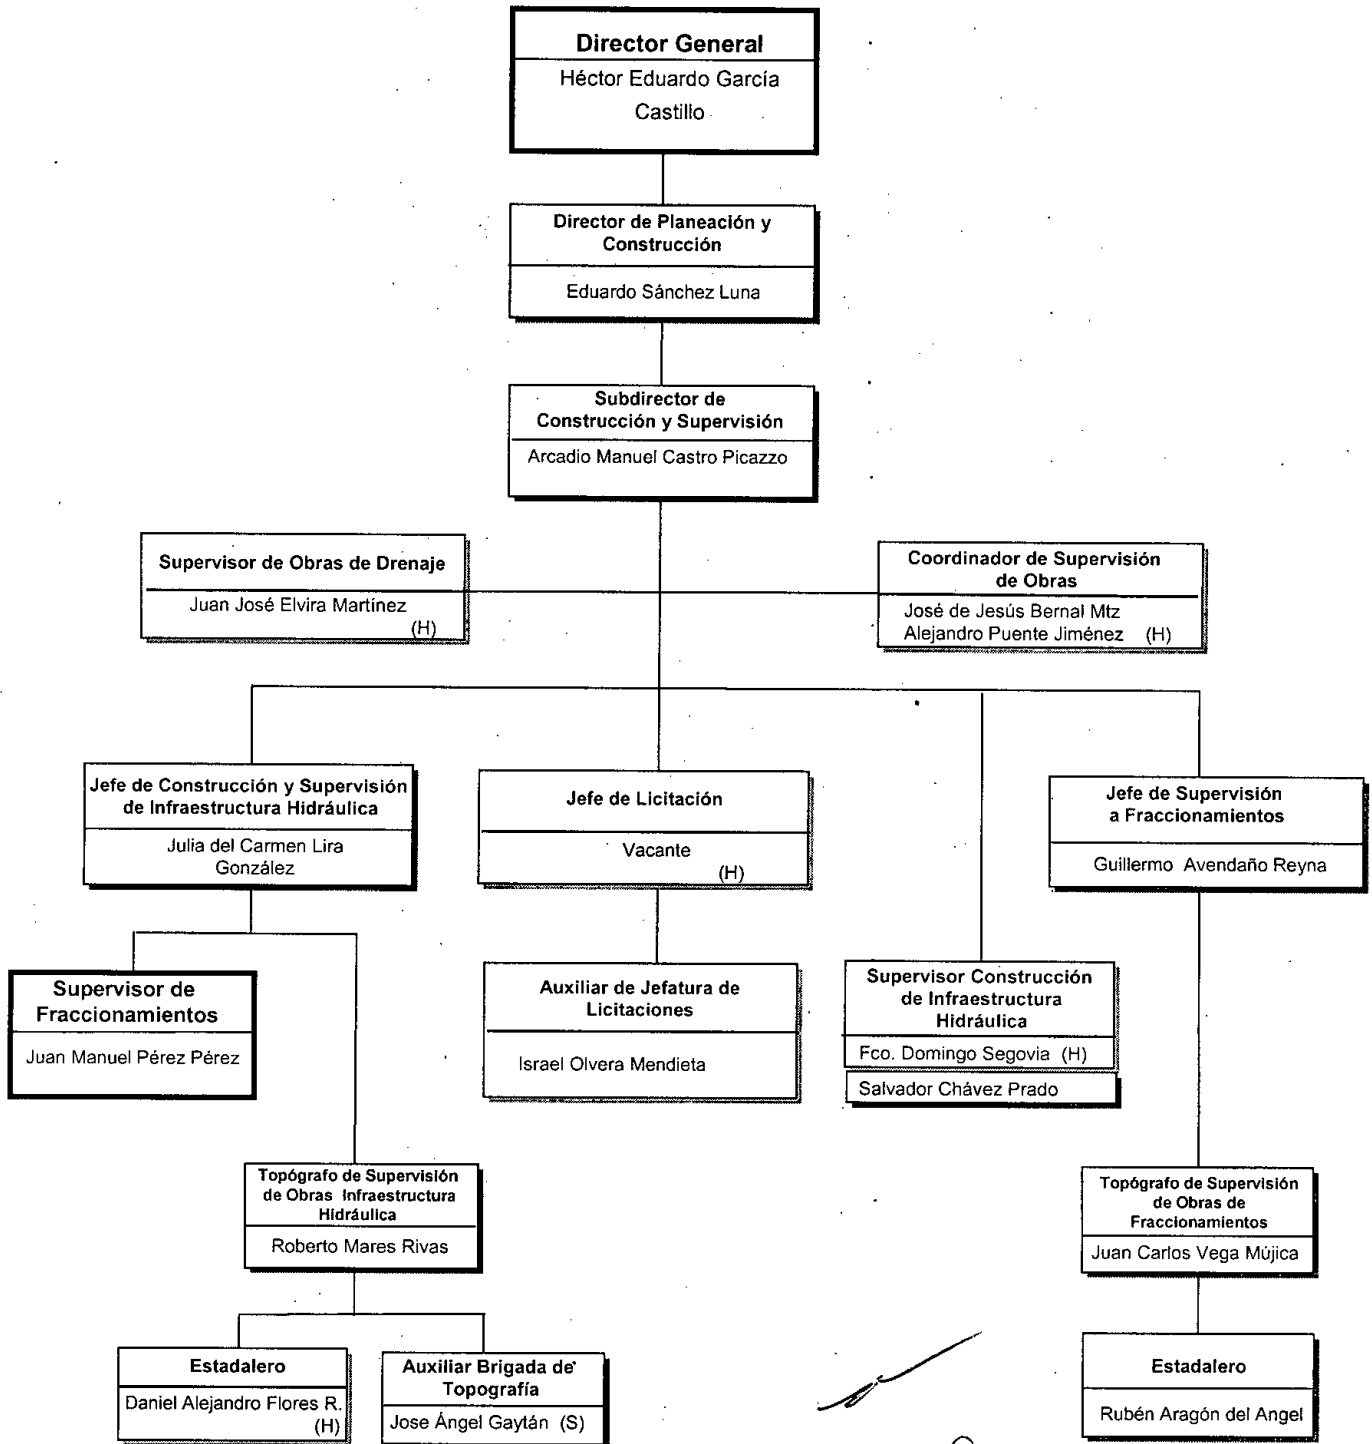 Director General
Héctor Eduardo García
Castillo
Director de Planeación y
Construcción
Eduardo Sánchez Luna
Subdirector de
Construcción y Supervisión
Arcadio Manuel Castro Picazzo
Supervisor de Obras de Drenaje
Juan José Elvira Martínez
(H)
Coordinador de Supervisión
de Obras
José de Jesús Bernal Mtz
Alejandro Puente Jiménez (H)
Jefe de Construcción y Supervisión
de Infraestructura Hidráulica
Julia del Carmen Lira
González
Jefe de Licitación
Vacante
(H)
Jefe de Supervisión
a Fraccionamientos
Guillermo Avendaño Reyna
Supervisor de
Fraccionamientos
Juan Manuel Pérez Pérez
Auxiliar de Jefatura de
Licitaciones
Israel Olvera Mendieta
Supervisor Construcción
de Infraestructura
Hidráulica
Fco. Domingo Segovia (H)
Salvador Chávez Prado
Topógrafo de Supervisión
de Obras Infraestructura
Hidráulica
Roberto Mares Rivas
Topógrafo de Supervisión
de Obras de
Fraccionamientos
Juan Carlos Vega Mújica
Estadalero
Daniel Alejandro Flores R.
(H)
Auxiliar Brigada de
Topografía
Jose Ángel Gaytán (S)
Estadalero
Rubén Aragón del Angel